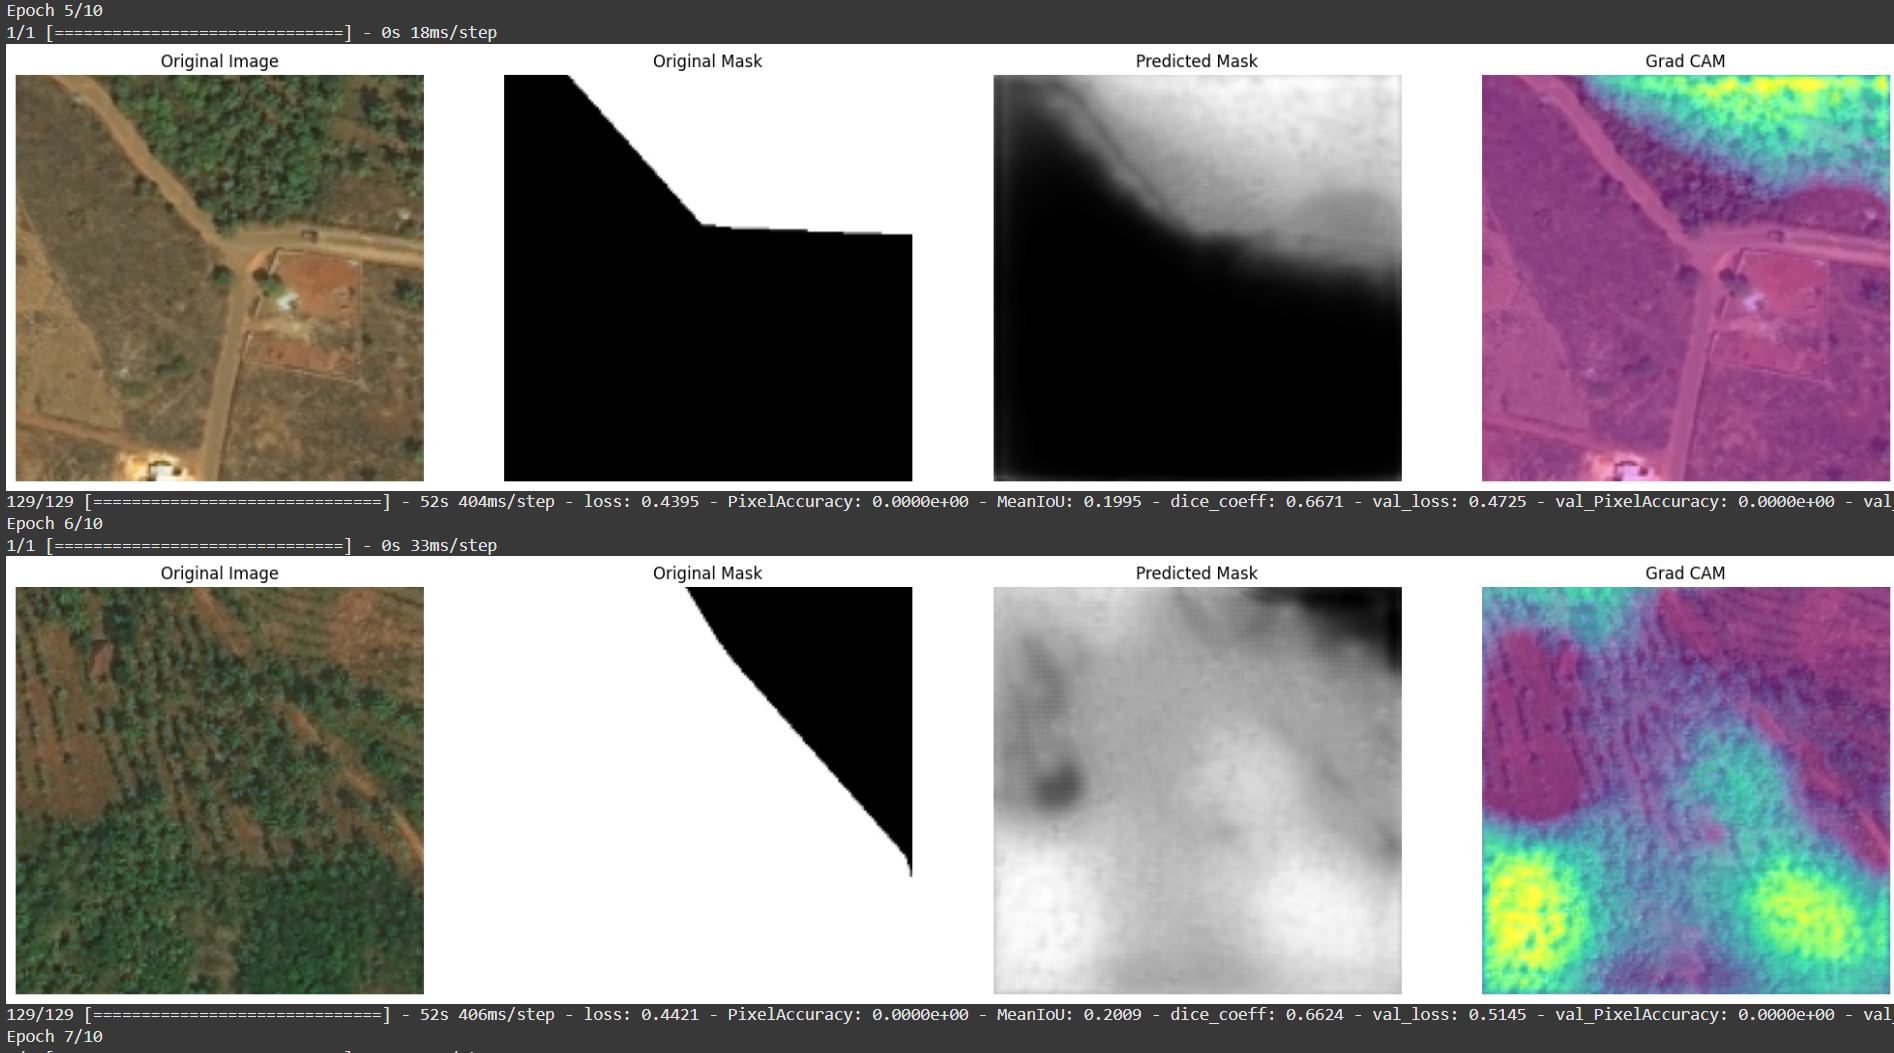 Epoch 5/10
1/1 [==============================] - 0s 18ms/step
Original Image Original Mask Predicted Mask Grad CAM
129/129 [==============================] - 52s 404ms/step - loss: 0.4395 - PixelAccuracy: 0.0000e+00 - MeanIoU: 0.1995 - dice_coeff: 0.6671 - val_loss: 0.4725 - val_PixelAccuracy: 0.0000e+00 - val_
Epoch 6/10
1/1 [==============================] - 0s 33ms/step
Original Image Original Mask Predicted Mask Grad CAM
129/129 [==============================] - 52s 406ms/step - loss: 0.4421 - PixelAccuracy: 0.0000e+00 - MeanIoU: 0.2009 - dice_coeff: 0.6624 - val_loss: 0.5145 - val_PixelAccuracy: 0.0000e+00 - val_
Epoch 7/10